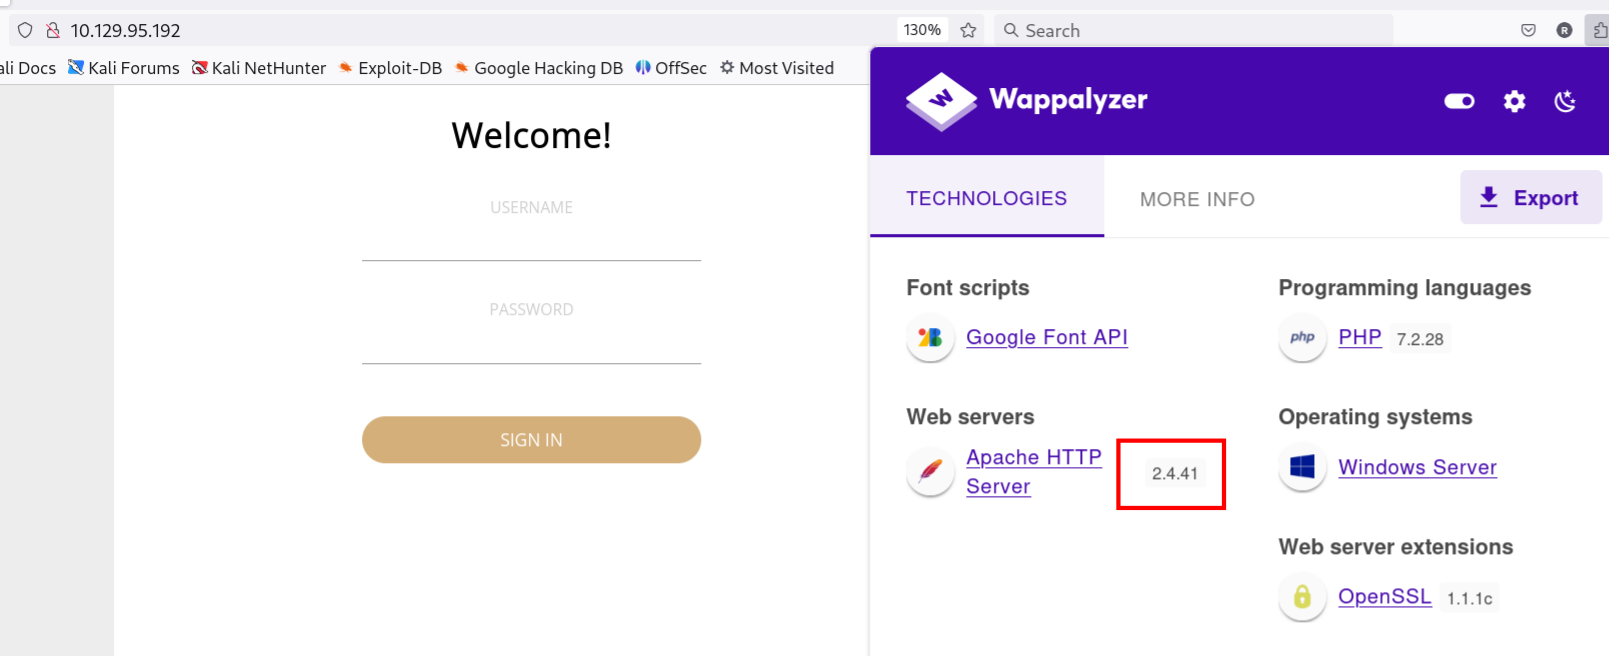 10.129.95.192
130%
Search
R
ali Docs
Kali Forums
Kali NetHunter
Exploit-DB
Google Hacking DB
OffSec
Most Visited
Welcome!
USERNAME
PASSWORD
SIGN IN
W
Wappalyzer
TECHNOLOGIES
MORE INFO
Export
Font scripts
Google Font API
Programming languages
php
PHP 7.2.28
Web servers
Apache HTTP
Server
2.4.41
Operating systems
Windows Server
Web server extensions
OpenSSL 1.1.1c